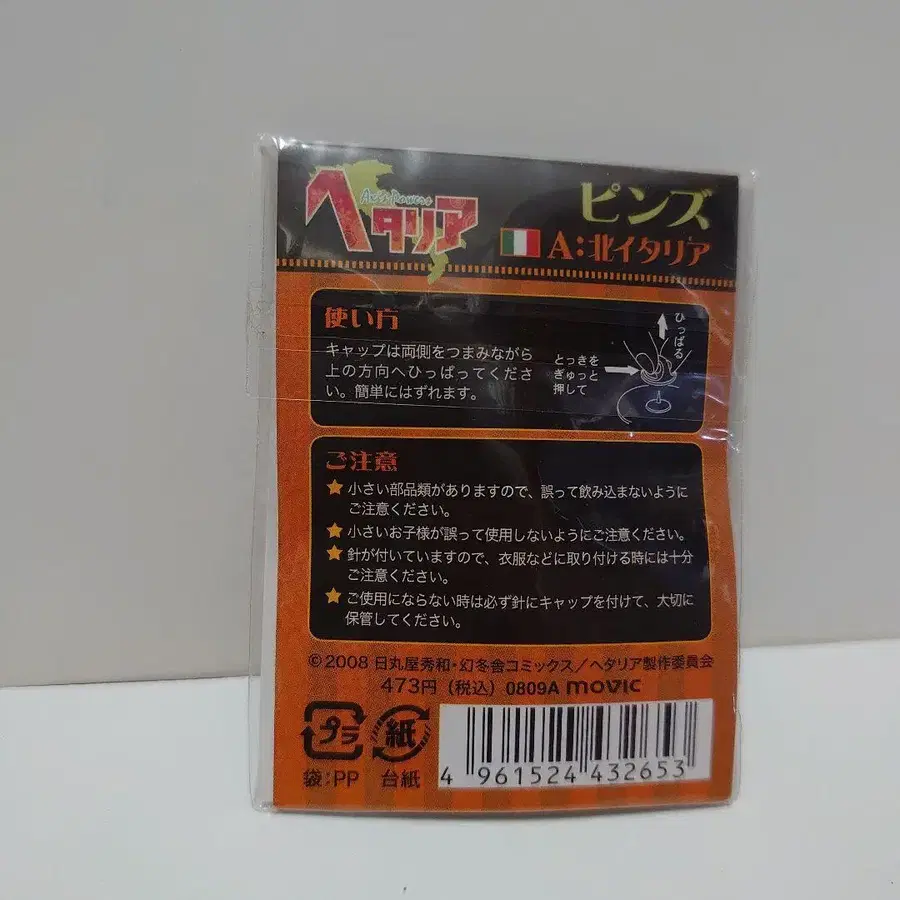 Axis Powers
ヘタリア
ピンズ
A:北イタリア
使い方
キャップは両側をつまみながら
上の方向へひっぱってくださ
い。簡単にはずれます。
とっきを
ぎゅっと
押して
ひっぱる
ご注意
★小さい部品類がありますので、誤って飲み込まないように
ご注意ください。
★小さいお子様が誤って使用しないようにご注意ください。
★針が付いていますので、衣服などに取り付ける時には十分
ご注意ください。
★ご使用にならない時は必ず針にキャップを付けて、大切に
保管してください。
©2008 日丸屋秀和・幻冬舎コミックス/ヘタリア製作委員会
473円(税込) 0809A movic
プラ
紙
袋:PP
台紙
4 961524 432653